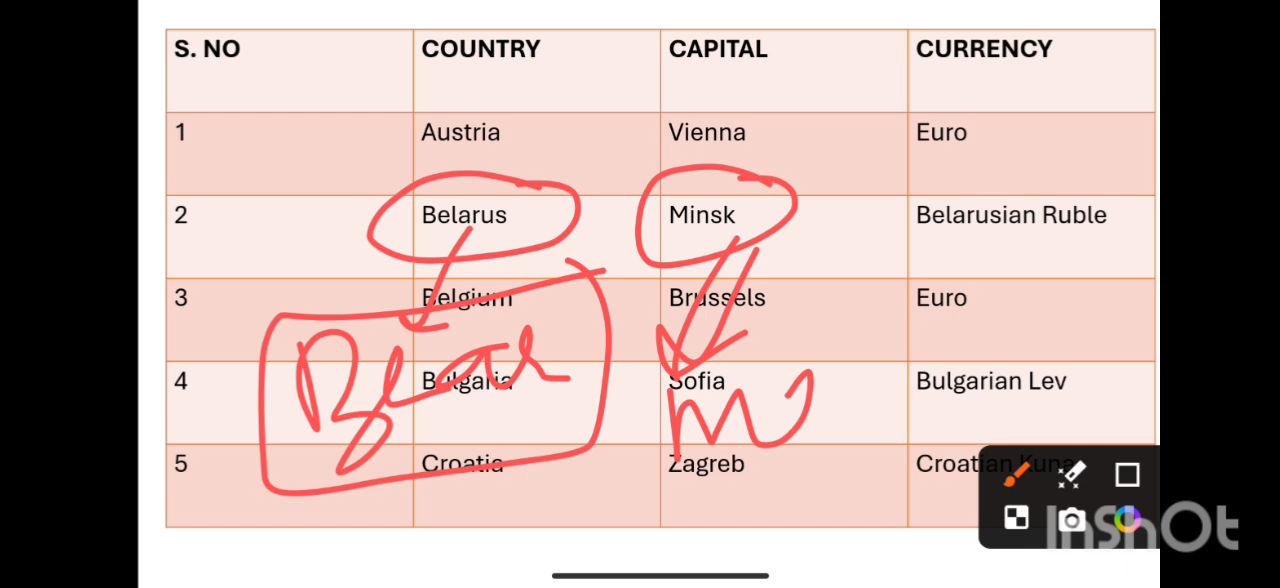 S. NO COUNTRY CAPITAL CURRENCY
1 Austria Vienna Euro
2 Belarus Minsk Belarusian Ruble
3 Belgium Brussels Euro
4 Bulgaria Sofia Bulgarian Lev
5 Croatia Zagreb Croatian Kuna
InShOt